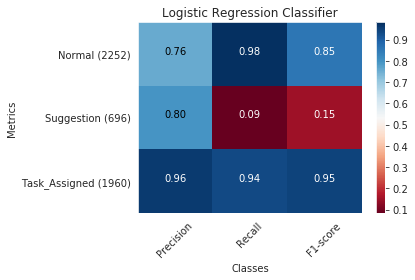 Logistic Regression Classifier
Metrics
Normal (2252) 0.76 0.98 0.85
Suggestion (696) 0.80 0.09 0.15
Task_Assigned (1960) 0.96 0.94 0.95
Precision Recall F1-score
Classes
0.9
0.8
0.7
0.6
0.5
0.4
0.3
0.2
0.1